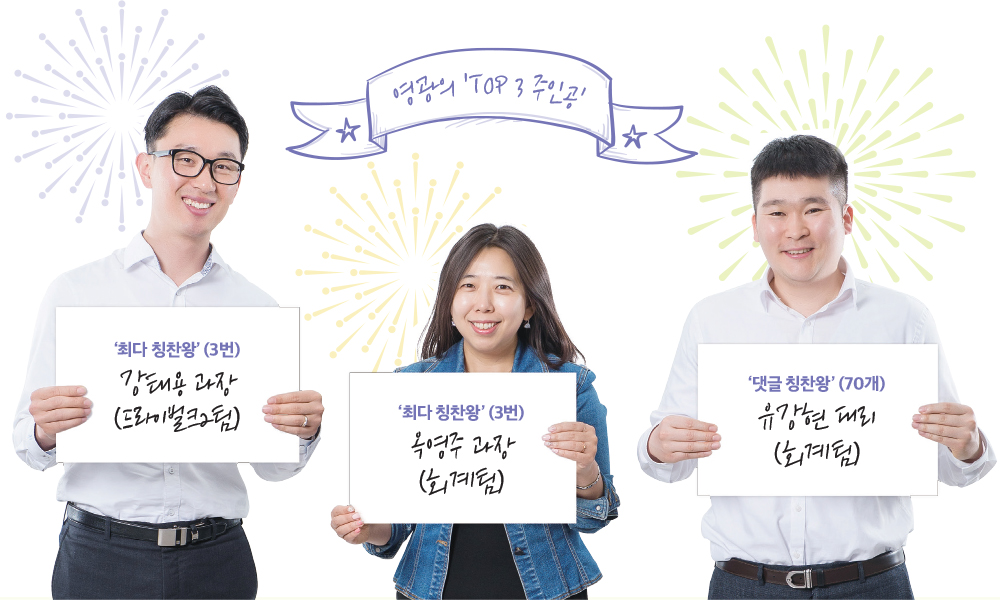 영광의 'TOP 3 주인공'
‘최다 칭찬왕’ (3번)
강태용 과장
(드라이벌크2팀)
‘최다 칭찬왕’ (3번)
옥영주 과장
(회계팀)
‘댓글 칭찬왕’ (70개)
유강현 대리
(회계팀)